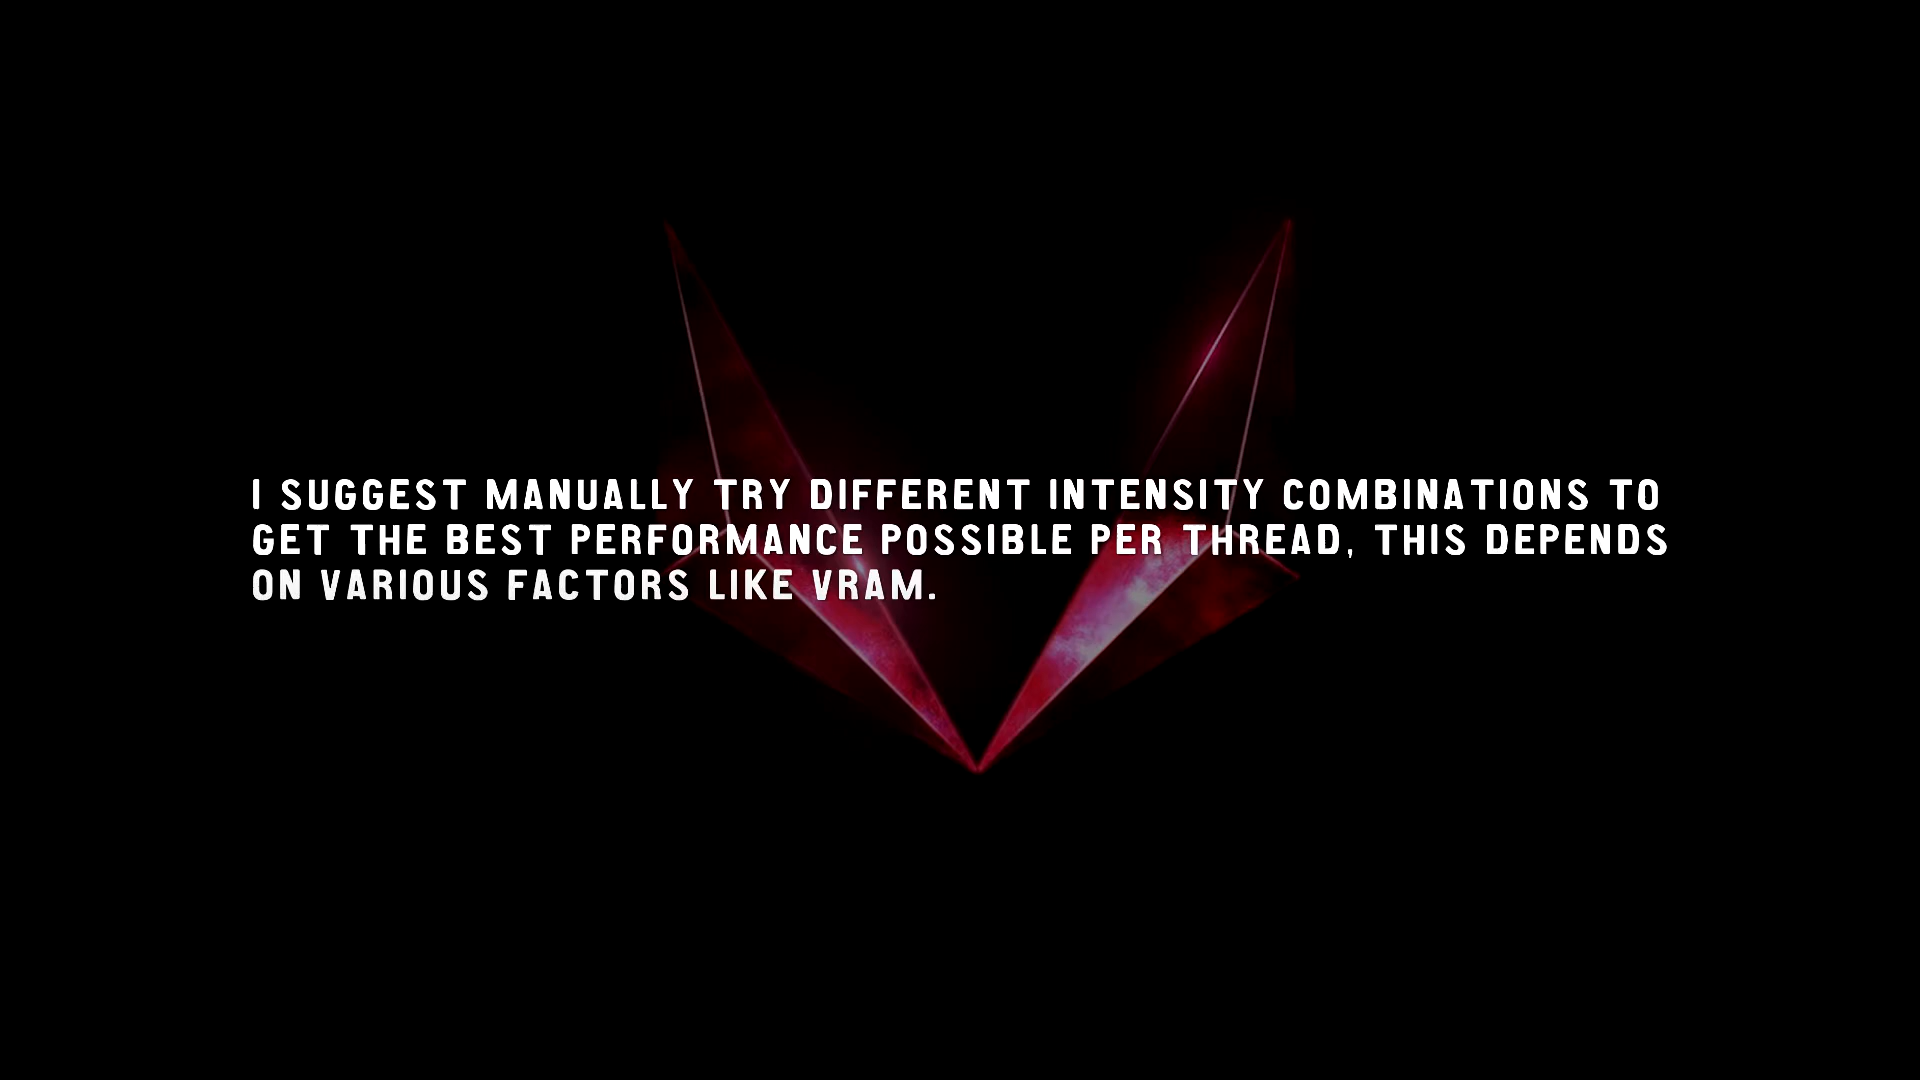 I SUGGEST MANUALLY TRY DIFFERENT INTENSITY COMBINATIONS TO
GET THE BEST PERFORMANCE POSSIBLE PER THREAD, THIS DEPENDS
ON VARIOUS FACTORS LIKE VRAM.